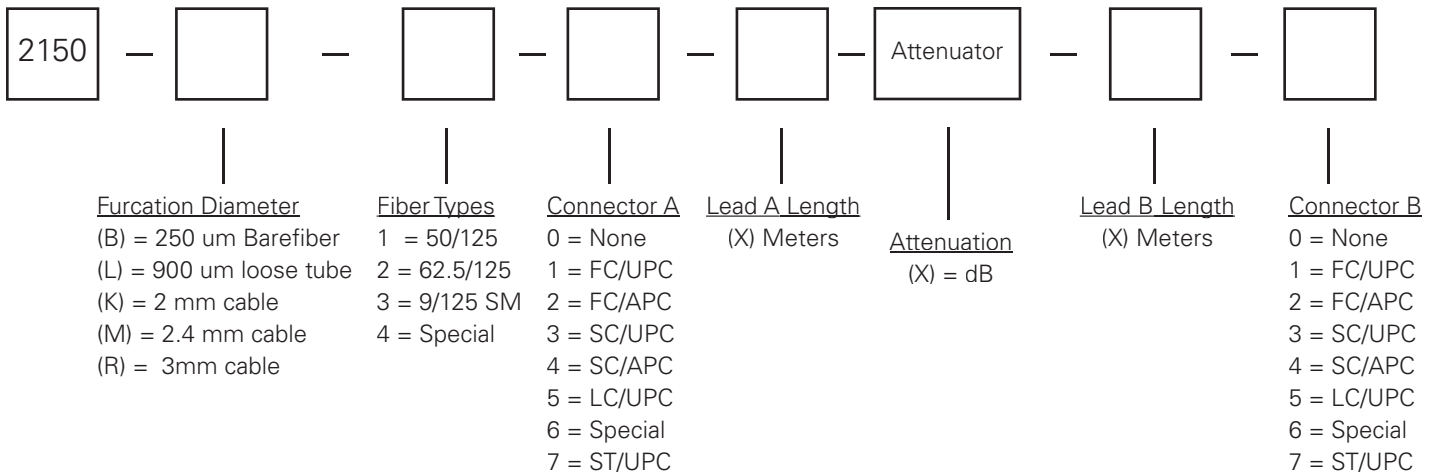 2150 — — — — — Attenuator — —
Furcation Diameter
(B) = 250 um Barefiber
(L) = 900 um loose tube
(K) = 2 mm cable
(M) = 2.4 mm cable
(R) = 3mm cable
Fiber Types
1 = 50/125
2 = 62.5/125
3 = 9/125 SM
4 = Special
Connector A
0 = None
1 = FC/UPC
2 = FC/APC
3 = SC/UPC
4 = SC/APC
5 = LC/UPC
6 = Special
7 = ST/UPC
Lead A Length
(X) Meters
Attenuation
(X) = dB
Lead B Length
(X) Meters
Connector B
0 = None
1 = FC/UPC
2 = FC/APC
3 = SC/UPC
4 = SC/APC
5 = LC/UPC
6 = Special
7 = ST/UPC